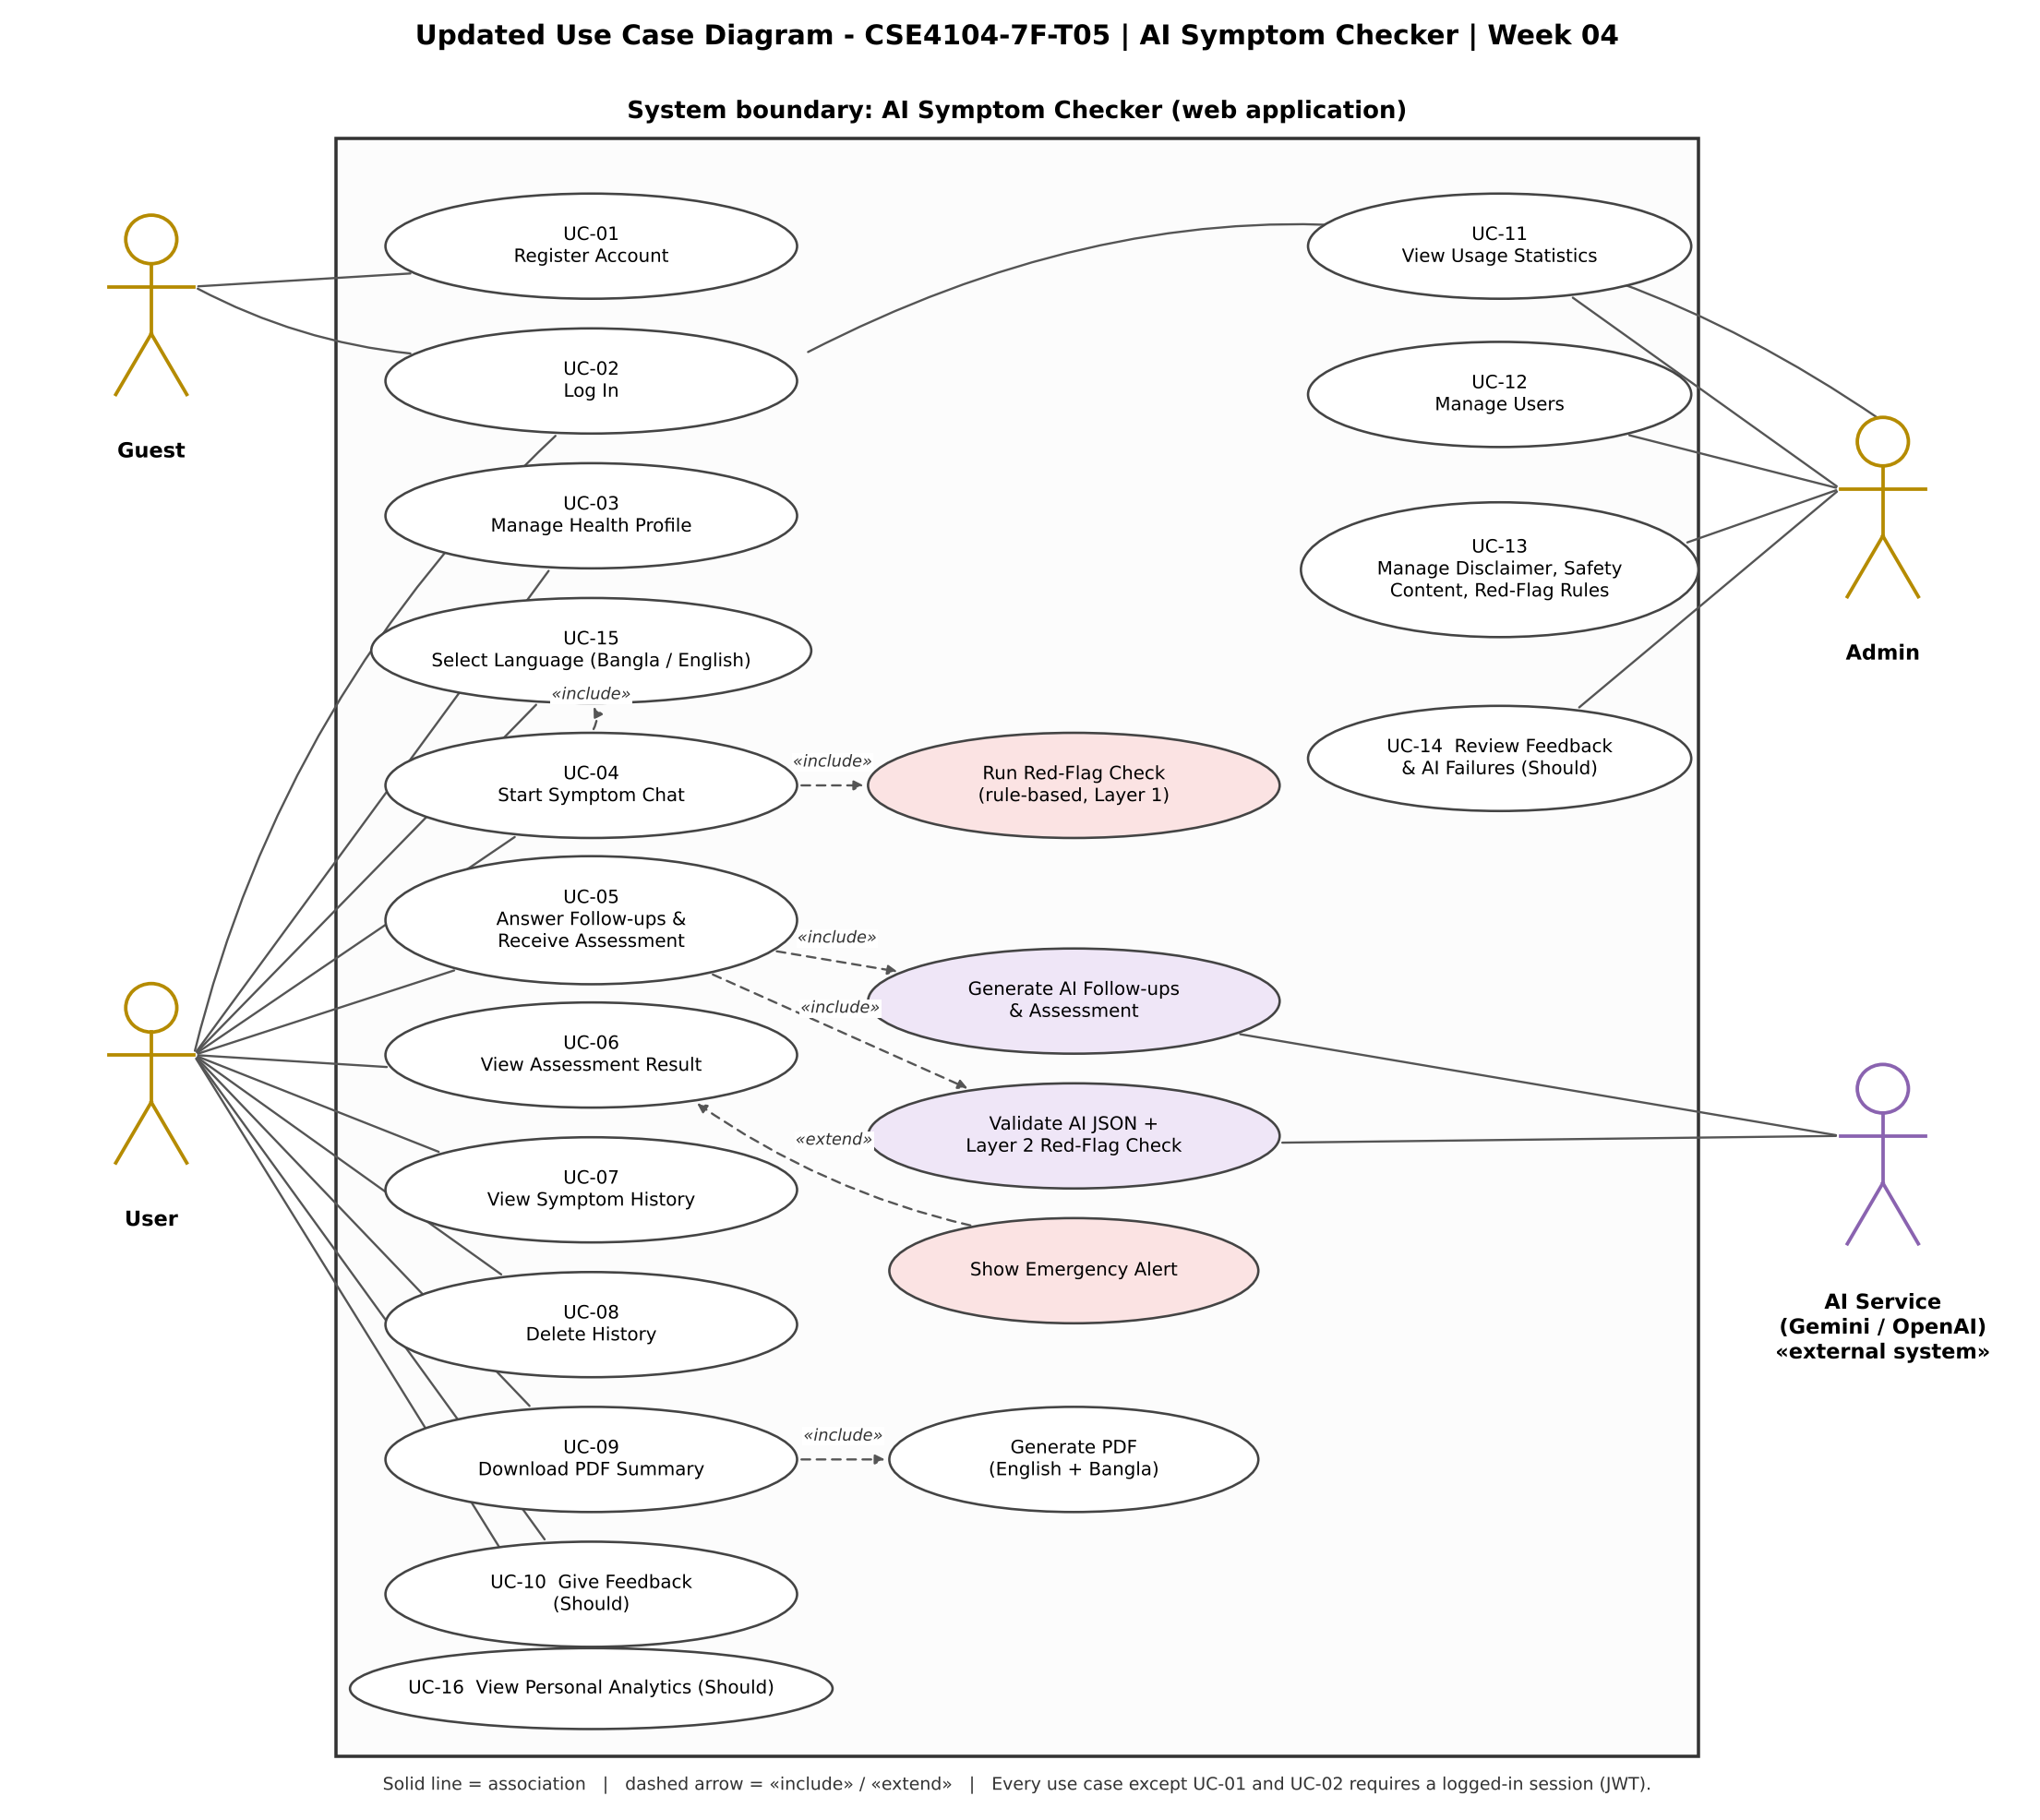 Updated Use Case Diagram - CSE4104-7F-T05 | AI Symptom Checker | Week 04
System boundary: AI Symptom Checker (web application)
UC-01
Register Account
UC-02
Log In
UC-03
Manage Health Profile
UC-15
Select Language (Bangla / English)
«include»
UC-04
Start Symptom Chat
«include»
Run Red-Flag Check
(rule-based, Layer 1)
UC-05
Answer Follow-ups &
Receive Assessment
«include»
«include»
Generate AI Follow-ups
& Assessment
UC-06
View Assessment Result
Validate AI JSON +
Layer 2 Red-Flag Check
«extend»
UC-07
View Symptom History
Show Emergency Alert
UC-08
Delete History
UC-09
Download PDF Summary
«include»
Generate PDF
(English + Bangla)
UC-10  Give Feedback
(Should)
UC-16  View Personal Analytics (Should)
UC-11
View Usage Statistics
UC-12
Manage Users
UC-13
Manage Disclaimer, Safety
Content, Red-Flag Rules
UC-14  Review Feedback
& AI Failures (Should)
Guest
User
Admin
AI Service
(Gemini / OpenAI)
«external system»
Solid line = association   |   dashed arrow = «include» / «extend»   |   Every use case except UC-01 and UC-02 requires a logged-in session (JWT).